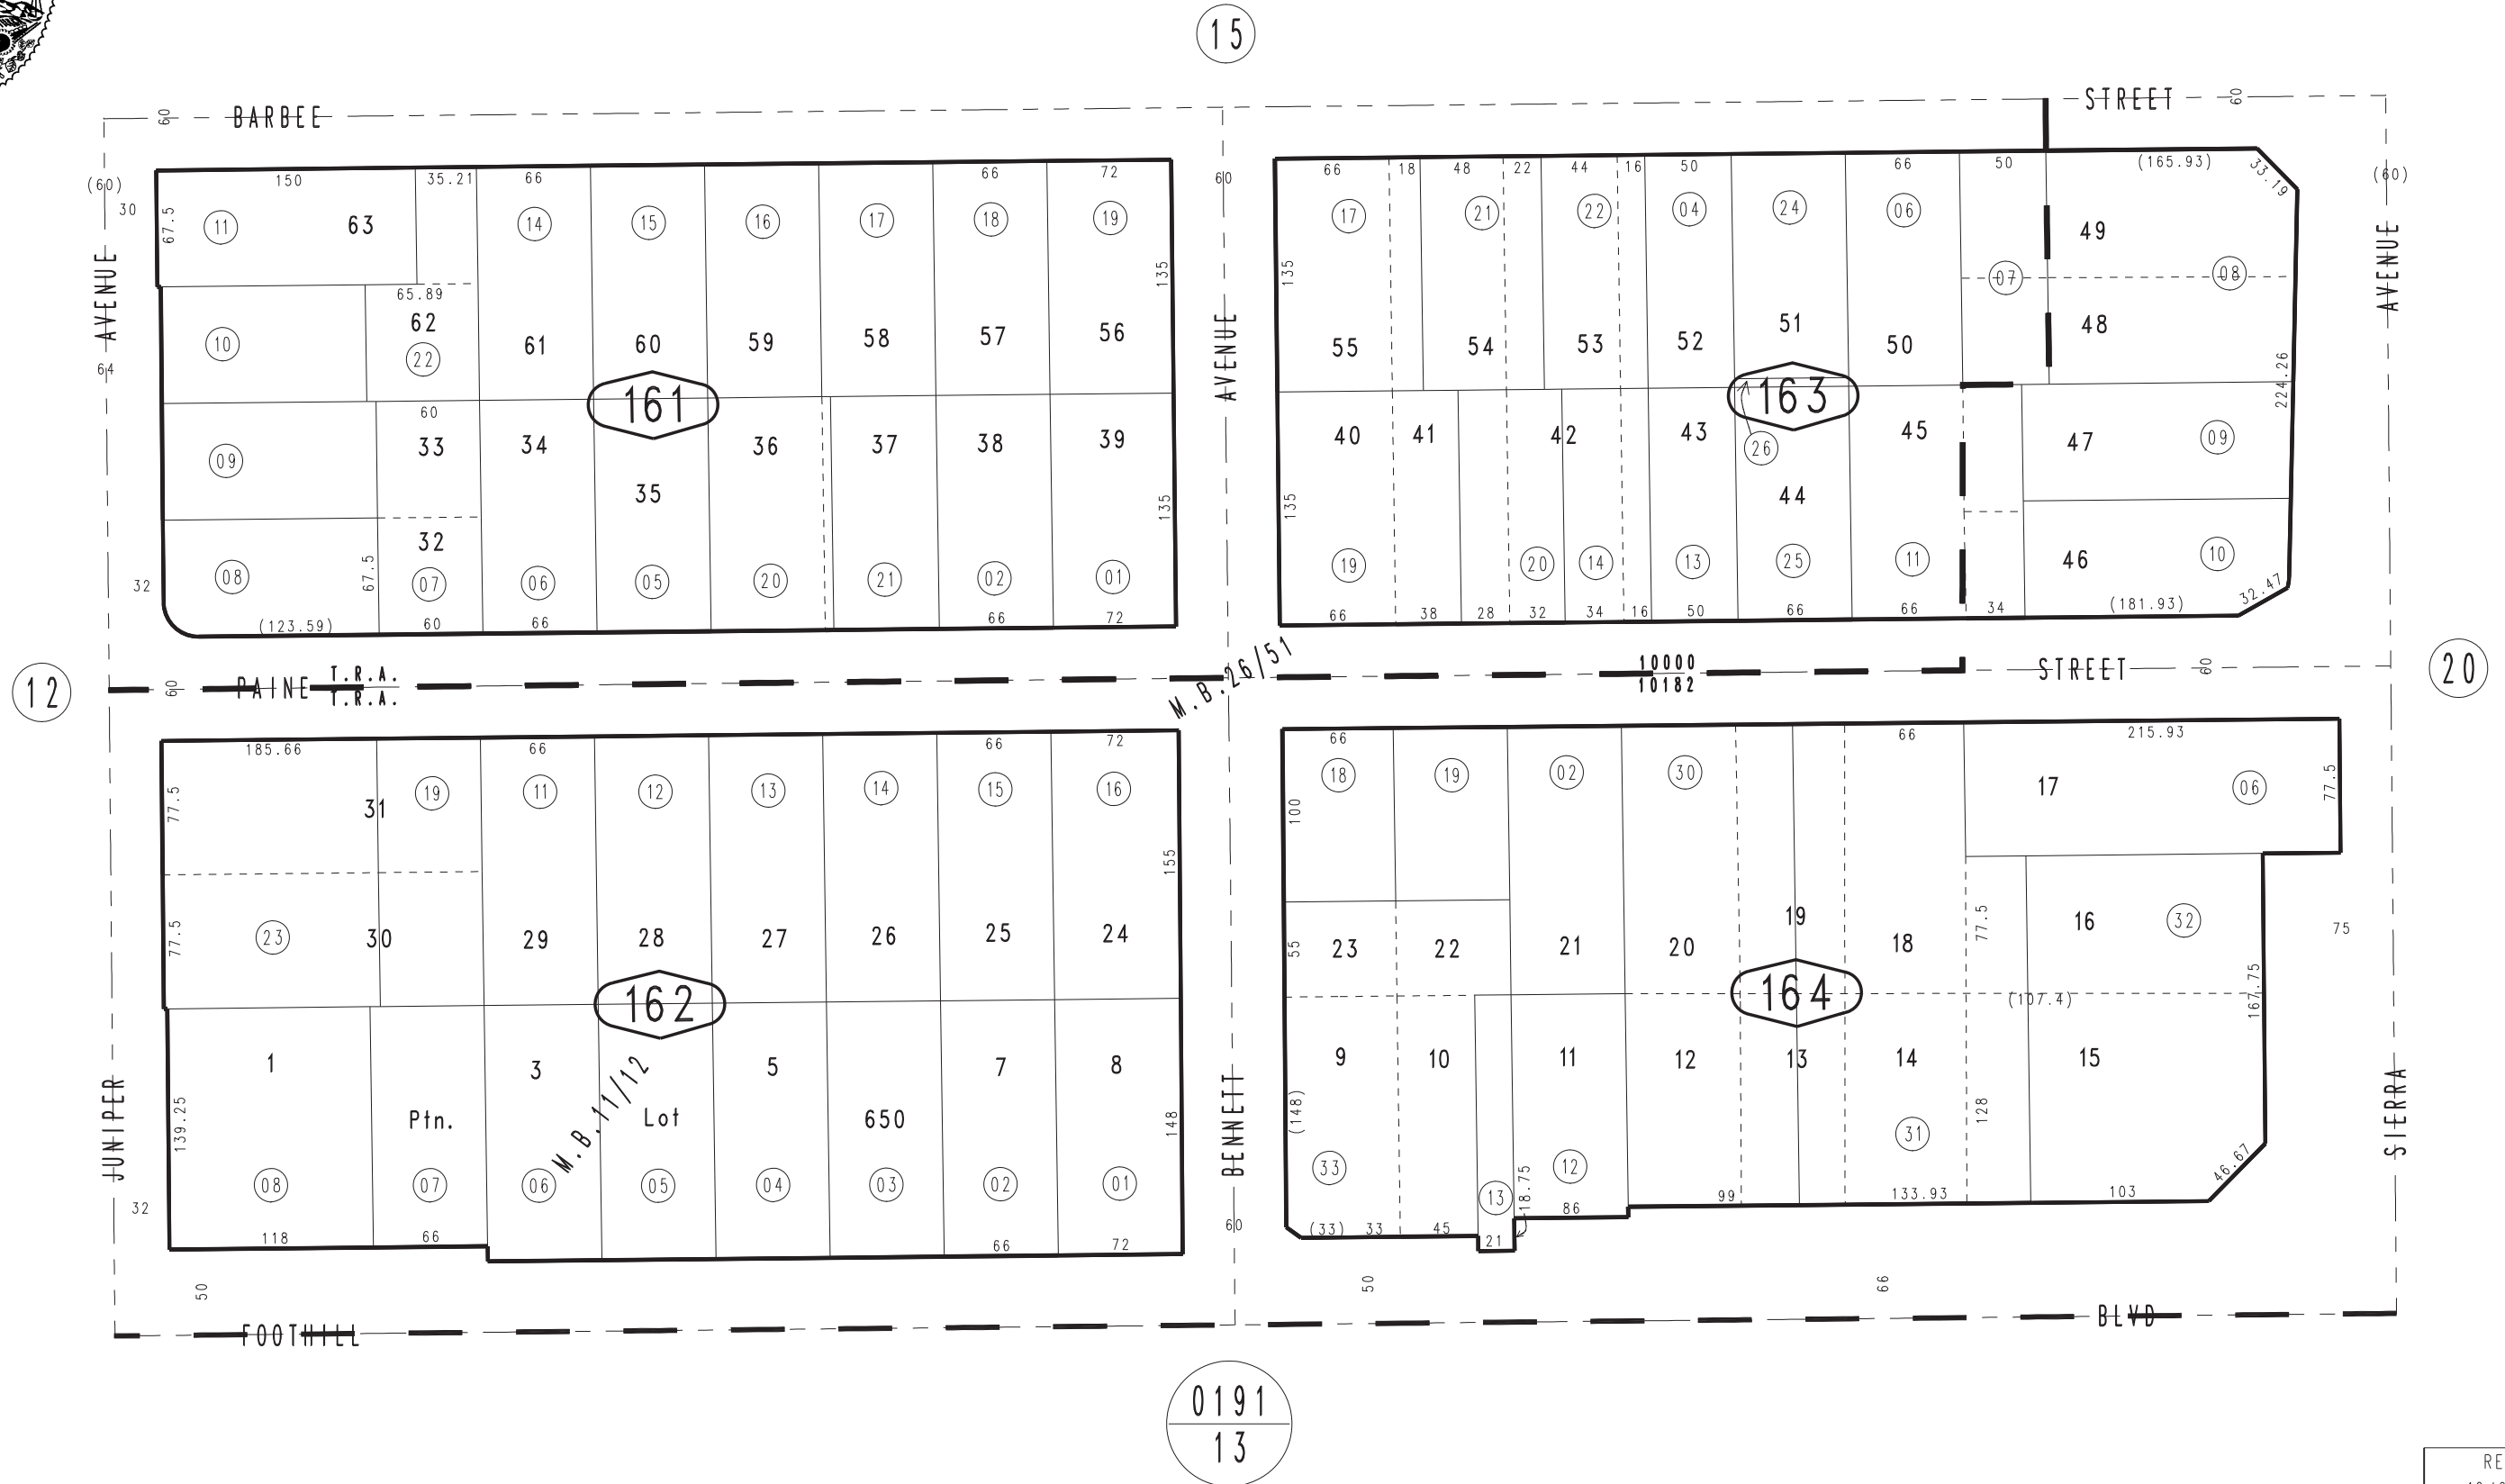 15
BARBEE STREET
60 60
(60) 150 35.21 66 66 72 60 66 18 48 22 44 16 50 66 50 (165.93) 33.19 (60)
30 67.5 11 63 14 15 16 17 18 19 17 21 22 04 24 06 49
AVENUE 135 135 07 08 AVENUE
65.89
10 62 61 60 59 58 57 56 AVENUE 55 54 53 52 51 50 48
64 22 224.26
161 163
60
09 33 34 35 36 37 38 39 40 41 42 43 26 45 47 09
135 135 44
32 32 46
08 67.5 07 06 05 20 21 02 01 19 20 14 13 25 11 10
(123.59) 60 66 66 72 66 38 28 32 34 16 50 66 66 34 (181.93) 32.47
12 60 PAINE T.R.A. M.B.26/51 10000 STREET 60 20
T.R.A. 10182
185.66 66 66 72 66 66 215.93
77.5 31 19 11 12 13 14 15 16 18 19 02 30 17 06 77.5
100
155
77.5 23 30 29 28 27 26 25 24 55 23 22 21 20 19 18 77.5 16 32 75
162 164 (107.4) 167.75
1 3 5 7 8 9 10 11 12 13 14 15
JUNIPER 139.25 Ptn. M.B.11/12 Lot 650 148 BENNETT (148) 31 128 SIERRA
08 07 06 05 04 03 02 01 33 13 18.75 12 46.67
32 118 66 66 72 60 (33) 33 45 21 86 99 133.93 103
50 50 66
FOOTHILL BLVD
0191
13
RE